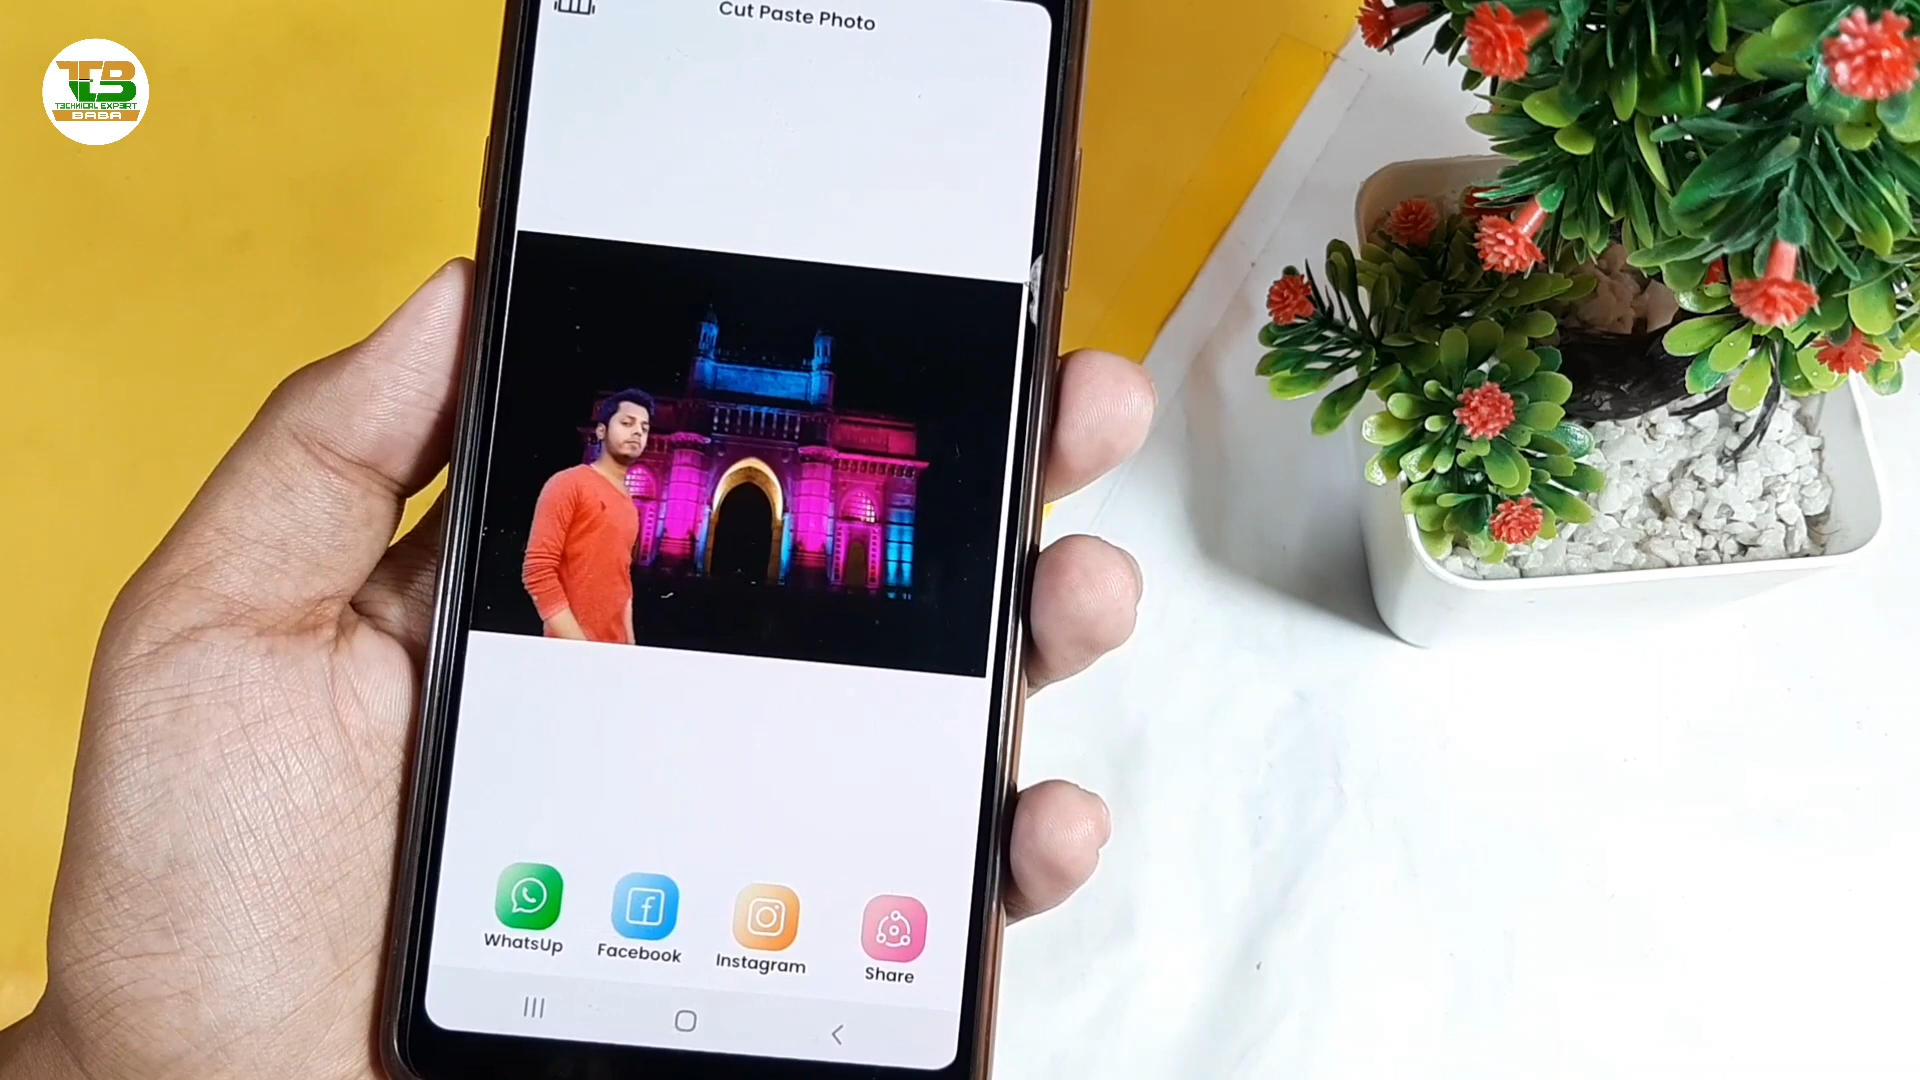 Cut Paste Photo
TEB
TECHNICAL EXPERT
BABA
WhatsUp
Facebook
Instagram
Share